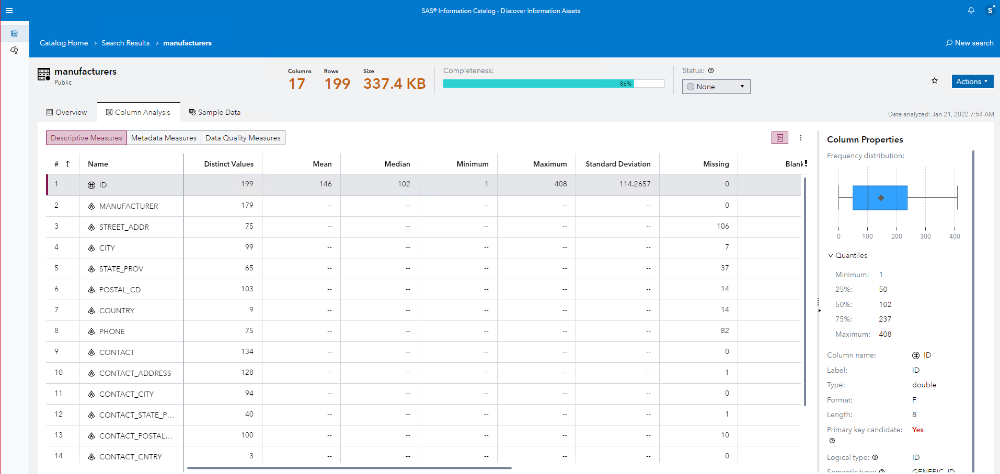 SAS® Information Catalog - Discover Information Assets
S
Catalog Home > Search Results > manufacturers
New search
manufacturers
Public
Columns Rows Size
17 199 337.4 KB
Completeness:
86%
Status:
None
Actions
Overview Column Analysis Sample Data
Date analyzed: Jan 21, 2022 7:54 AM
Descriptive Measures Metadata Measures Data Quality Measures
# Name Distinct Values Mean Median Minimum Maximum Standard Deviation Missing Blank
1 ID 199 146 102 1 408 114.2657 0
2 MANUFACTURER 179 -- -- -- -- -- 0
3 STREET_ADDR 75 -- -- -- -- -- 106
4 CITY 99 -- -- -- -- -- 7
5 STATE_PROV 65 -- -- -- -- -- 37
6 POSTAL_CD 103 -- -- -- -- -- 14
7 COUNTRY 9 -- -- -- -- -- 14
8 PHONE 75 -- -- -- -- -- 82
9 CONTACT 134 -- -- -- -- -- 0
10 CONTACT_ADDRESS 128 -- -- -- -- -- 1
11 CONTACT_CITY 94 -- -- -- -- -- 0
12 CONTACT_STATE_P... 40 -- -- -- -- -- 1
13 CONTACT_POSTAL... 100 -- -- -- -- -- 10
14 CONTACT_CNTRY 3 -- -- -- -- -- 0
Column Properties
Frequency distribution:
0 100 200 300 400
Quantiles
Minimum: 1
25%: 50
50%: 102
75%: 237
Maximum: 408
Column name: ID
Label: ID
Type: double
Format: F
Length: 8
Primary key candidate: Yes
Logical type: ID
Semantic type: GENERIC_ID